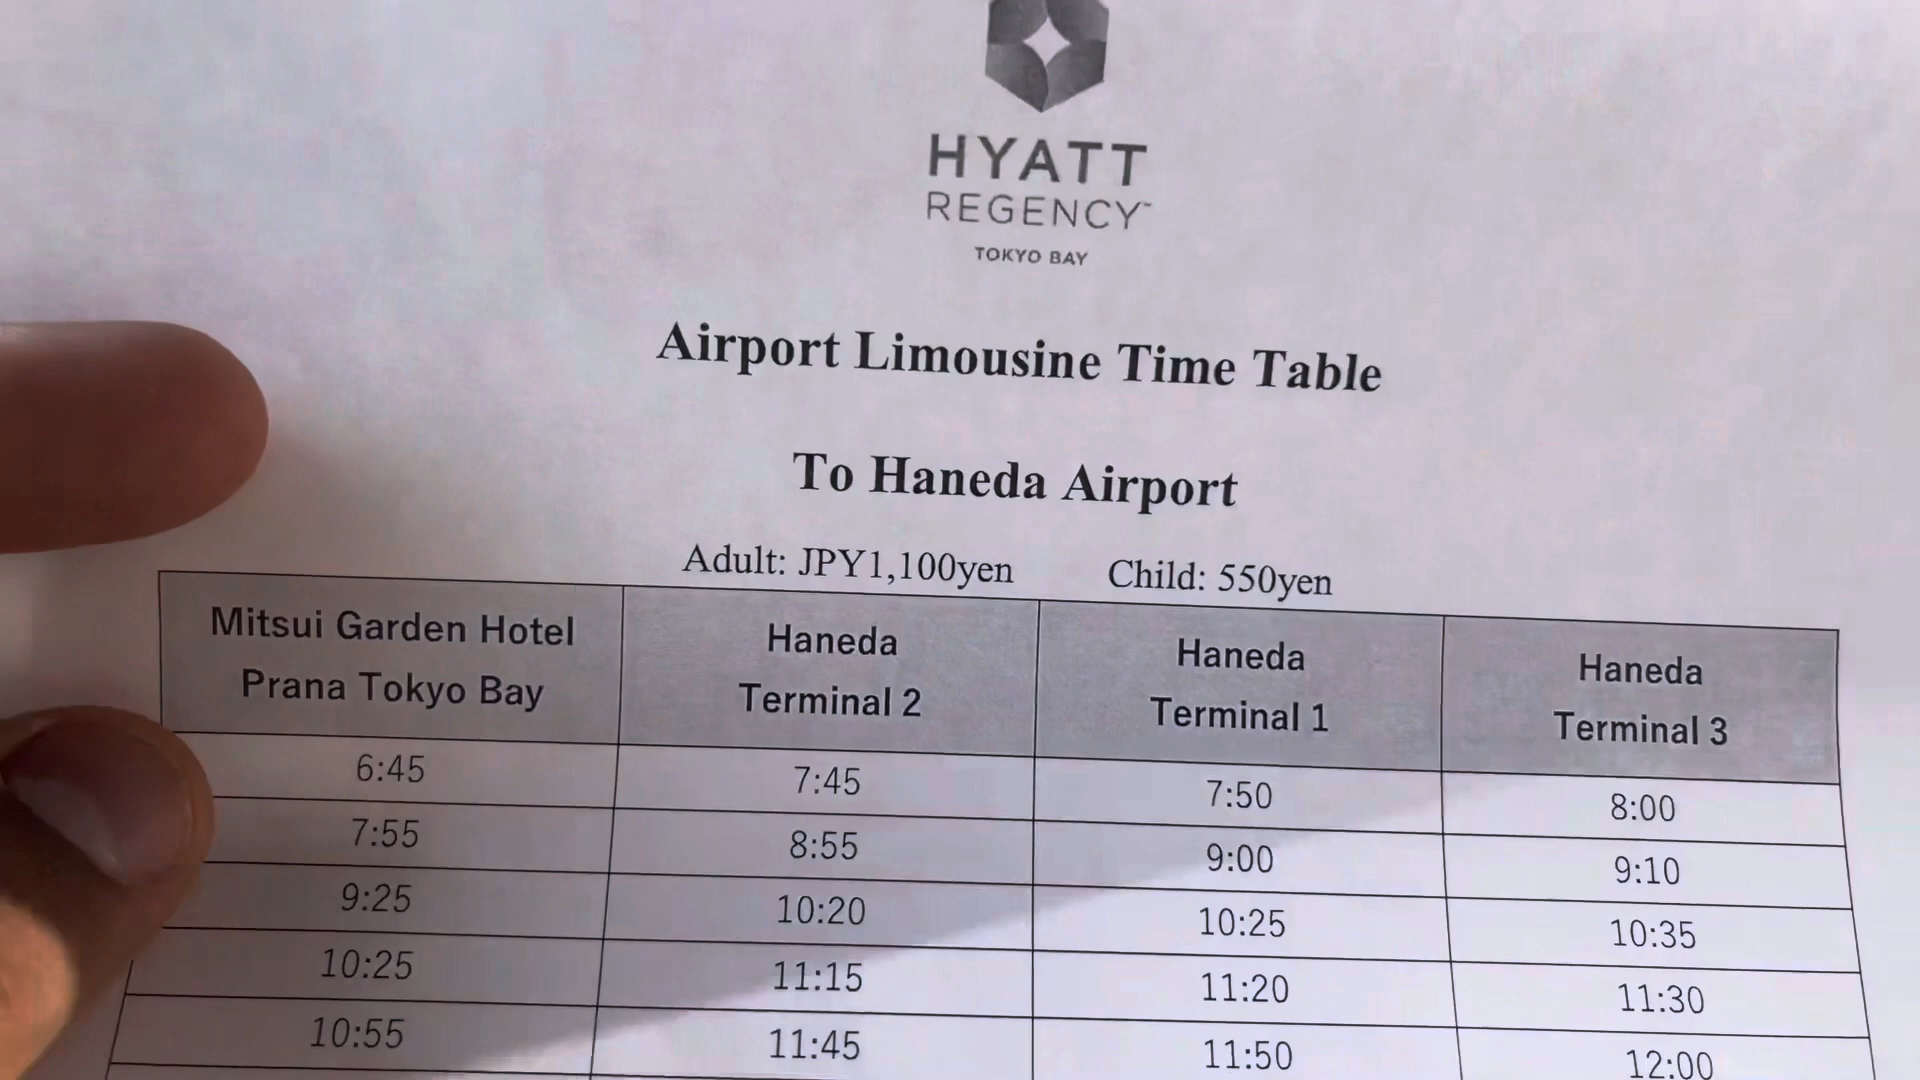 HYATT
REGENCY™
TOKYO BAY
Airport Limousine Time Table
To Haneda Airport
Adult: JPY1,100yen Child: 550yen
Mitsui Garden Hotel Prana Tokyo Bay Haneda Terminal 2 Haneda Terminal 1 Haneda Terminal 3
6:45 7:45 7:50 8:00
7:55 8:55 9:00 9:10
9:25 10:20 10:25 10:35
10:25 11:15 11:20 11:30
10:55 11:45 11:50 12:00